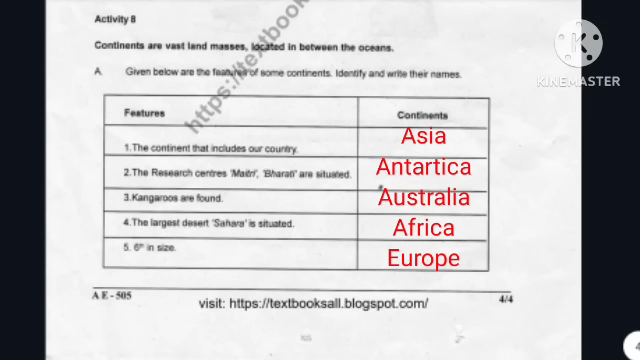 Activity 8
Continents are vast land masses, located in between the oceans.
A. Given below are the features of some continents. Identify and write their names.
Features Continents
1.The continent that includes our country. Asia
2.The Research centres 'Maitri', 'Bharati' are situated. Antartica
3.Kangaroos are found. Australia
4.The largest desert 'Sahara' is situated. Africa
5. 6th in size. Europe
A E - 505 4/4
visit: https://textbooksall.blogspot.com/
https://textbooksall
K
KINEMASTER
4